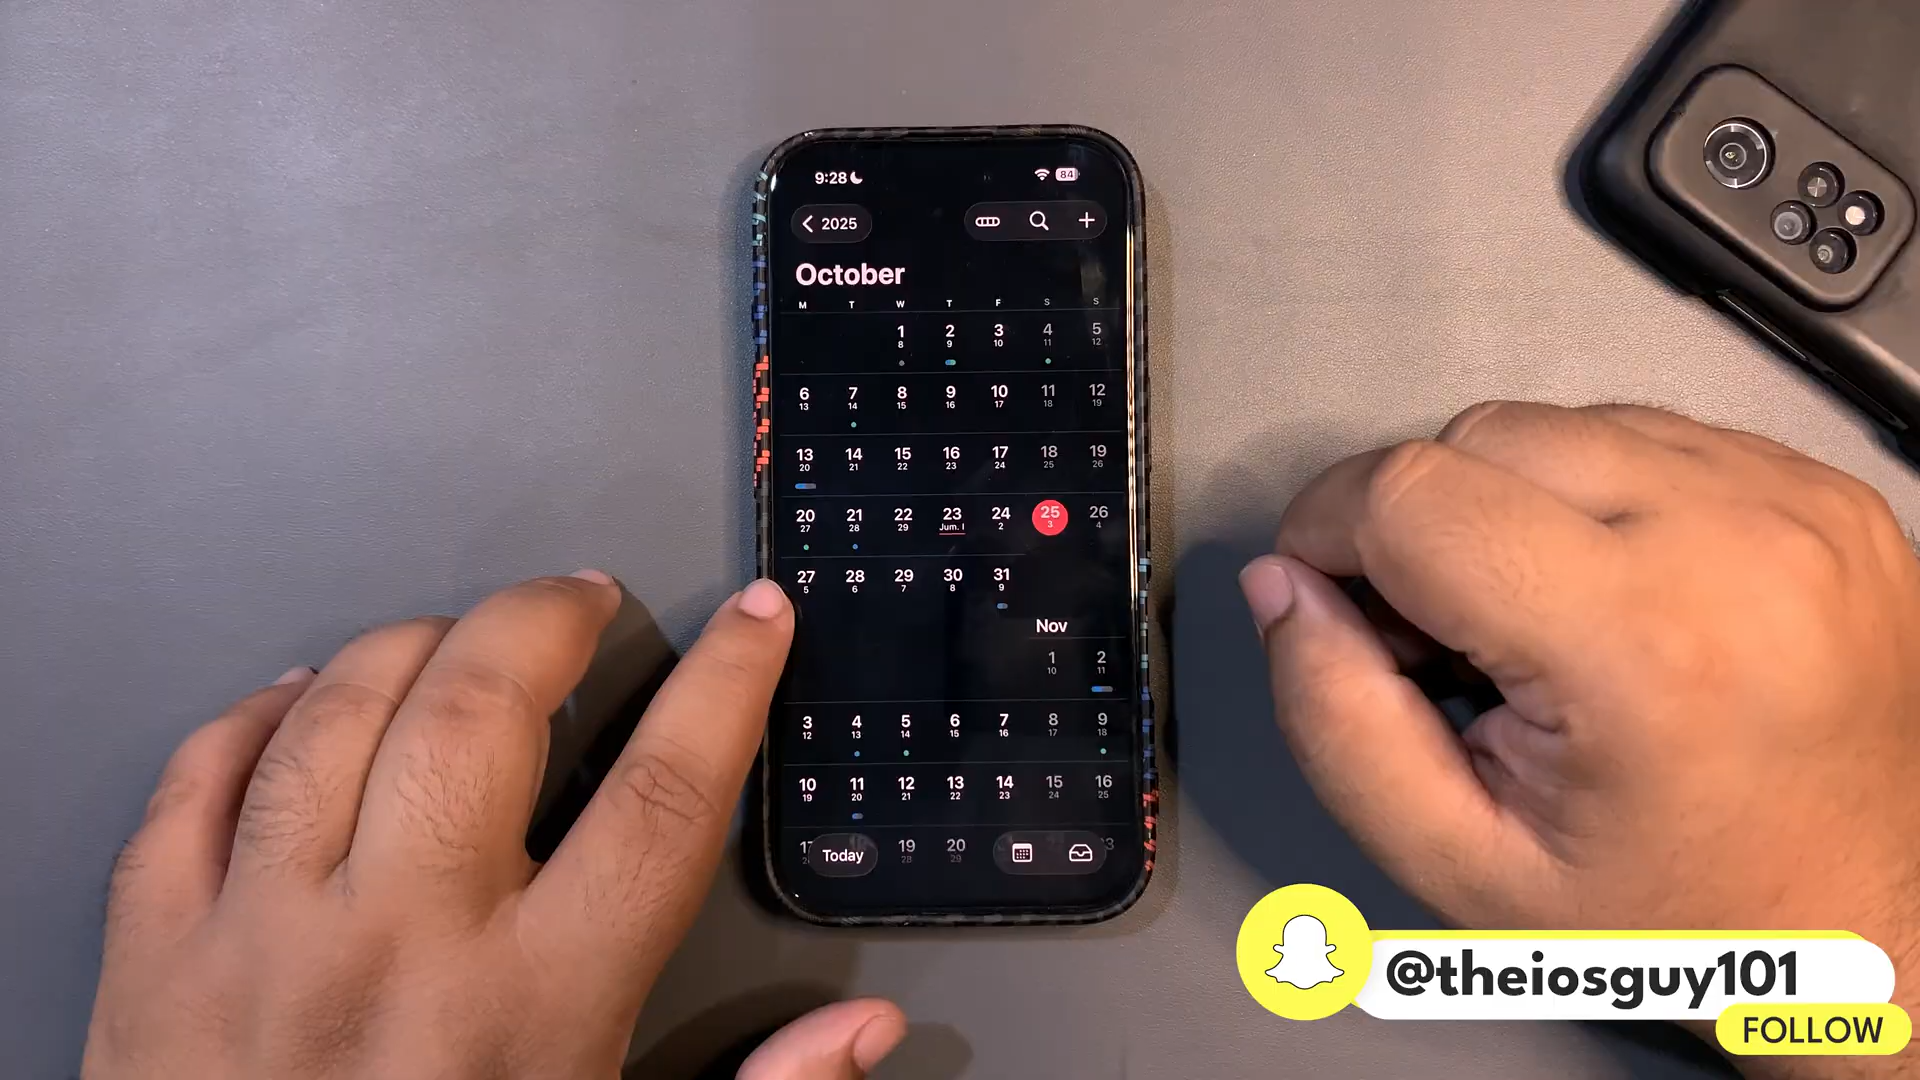 9:28 84
2025
October
M T W T F S S
1 2 3 4 5
8 9 10 11 12
6 7 8 9 10 11 12
13 14 15 16 17 18 19
13 14 15 16 17 18 19
20 21 22 23 24 25 26
20 21 22 23 24 25 26
27 28 29 Jum. I 2 3 4
27 28 29 30 31
5 6 7 8 9
Nov
1 2
10 11
3 4 5 6 7 8 9
12 13 14 15 16 17 18
10 11 12 13 14 15 16
19 20 21 22 23 24 25
Today 19 20
28 29
@theiosguy101
FOLLOW